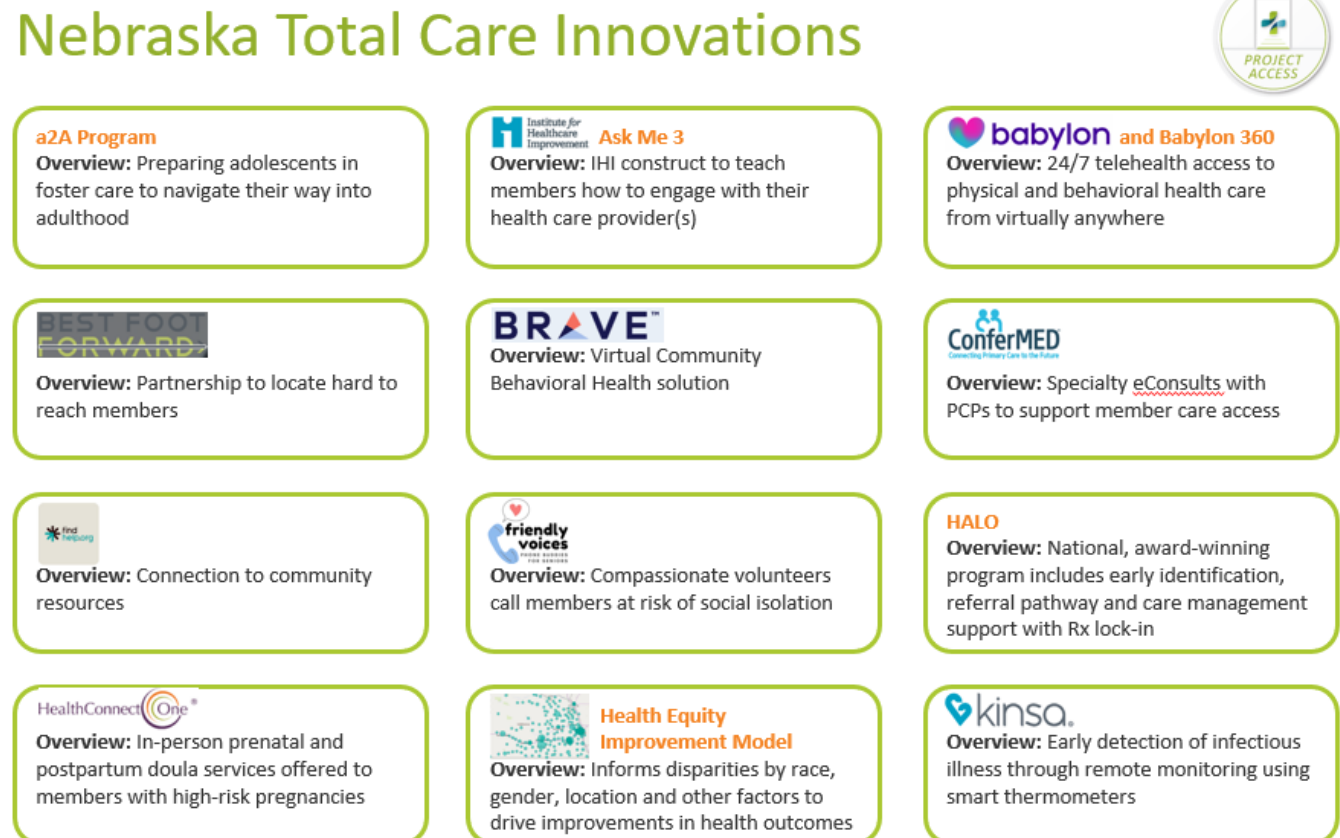 Nebraska Total Care Innovations
PROJECT
ACCESS
a2A Program
Overview: Preparing adolescents in
foster care to navigate their way into
adulthood
Institute for
Healthcare
Improvement
Ask Me 3
Overview: IHI construct to teach
members how to engage with their
health care provider(s)
babylon and Babylon 360
Overview: 24/7 telehealth access to
physical and behavioral health care
from virtually anywhere
BEST FOOT
FORWARD
Overview: Partnership to locate hard to
reach members
BRAVE™
Overview: Virtual Community
Behavioral Health solution
ConferMED
Connecting Primary Care to the Future
Overview: Specialty eConsults with
PCPs to support member care access
find
help.org
Overview: Connection to community
resources
friendly
voices
PHONE BUDDIES
FOR SENIORS
Overview: Compassionate volunteers
call members at risk of social isolation
HALO
Overview: National, award-winning
program includes early identification,
referral pathway and care management
support with Rx lock-in
HealthConnect One®
Overview: In-person prenatal and
postpartum doula services offered to
members with high-risk pregnancies
Health Equity
Improvement Model
Overview: Informs disparities by race,
gender, location and other factors to
drive improvements in health outcomes
kinsa.
Overview: Early detection of infectious
illness through remote monitoring using
smart thermometers